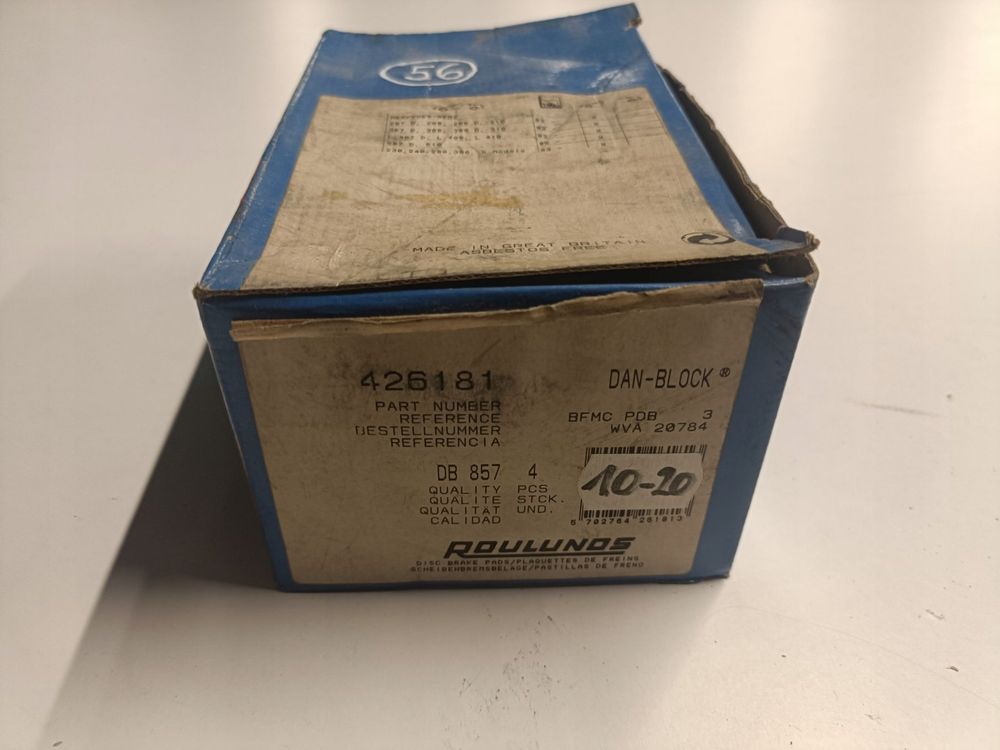 56
MADE IN GREAT BRITAIN
ASBESTOS FREE
426181
DAN-BLOCK®
PART NUMBER
REFERENCE
BESTELLNUMMER
REFERENCIA
BFMC PDB 3
WVA 20784
DB 857 4
QUALITY PCS
QUALITE STCK.
QUALITÄT UND.
CALIDAD
10-20
5 702764 261813
ROULUNDS
DISC BRAKE PADS/PLAQUETTES DE FREINS
SCHEIBENBREMSBELAGE/PASTILLAS DE FRENO